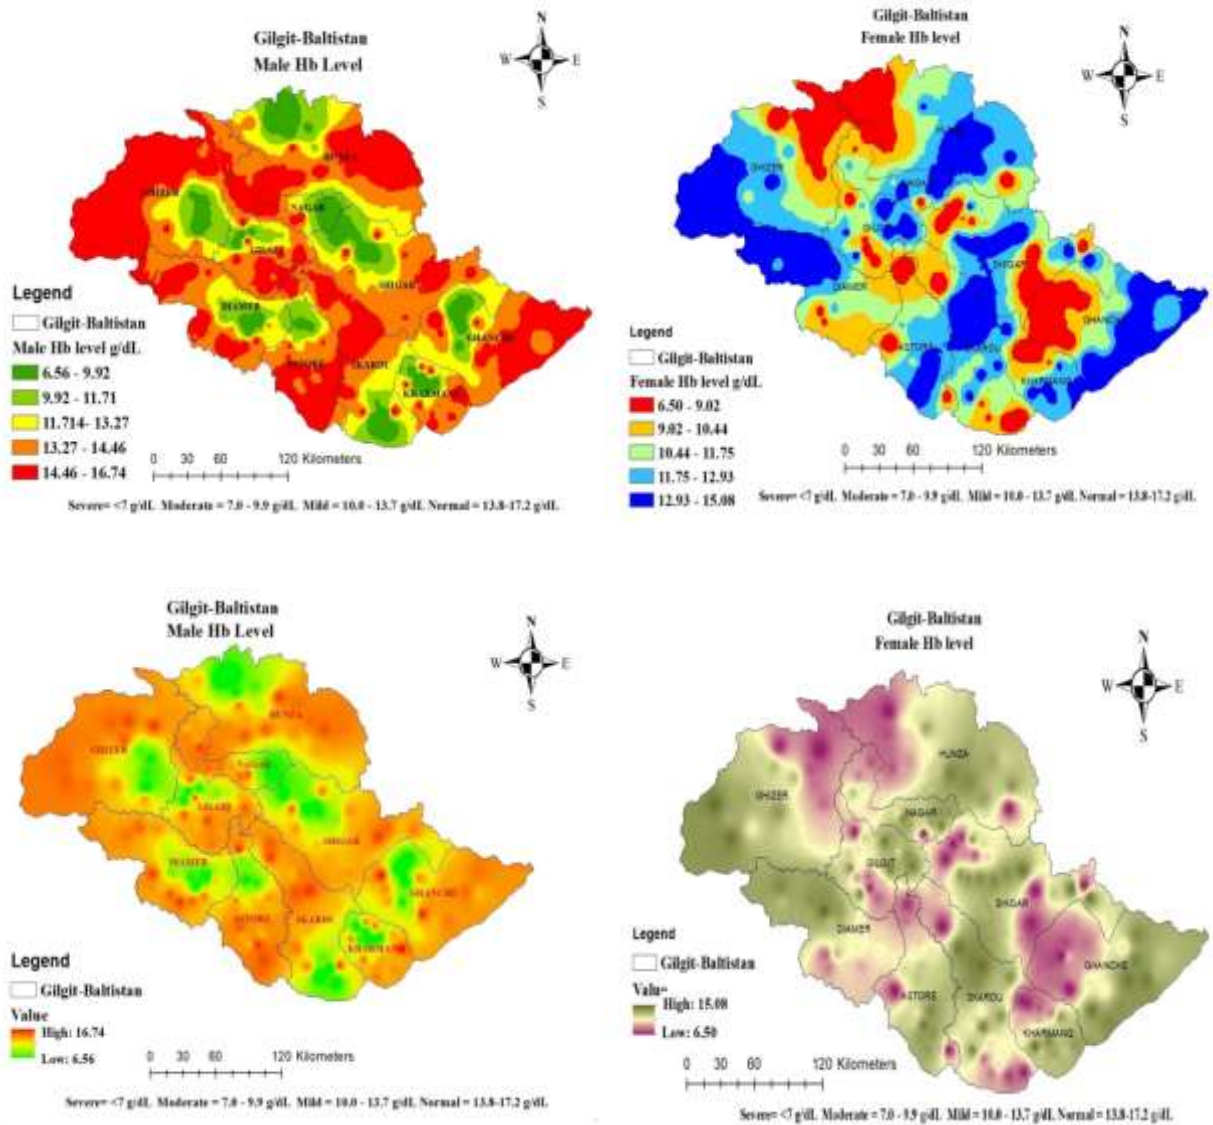 Gilgit-Baltistan
Male Hb Level
N
W
E
S
HUNZA
GHIZER
NAGAR
SHIGAR
DIAMER
GHANCHE
SKARDU
Legend
Gilgit-Baltistan
Male Hb level g/dL
6.56 - 9.92
9.92 - 11.71
11.714- 13.27
13.27 - 14.46
14.46 - 16.74
0 30 60 120 Kilometers
Severe= <7 g/dL Moderate = 7.0 - 9.9 g/dL Mild = 10.0 - 13.7 g/dL Normal = 13.8-17.2 g/dL
Gilgit-Baltistan
Female Hb level
N
W
E
S
GHIZER
DIAMER
SHIGAR
ASTORE
KHARMANG
Legend
Gilgit-Baltistan
Female Hb level g/dL
6.50 - 9.02
9.02 - 10.44
10.44 - 11.75
11.75 - 12.93
12.93 - 15.08
0 30 60 120 Kilometers
Severe= <7 g/dL Moderate = 7.0 - 9.9 g/dL Mild = 10.0 - 13.7 g/dL Normal = 13.8-17.2 g/dL
Gilgit-Baltistan
Male Hb Level
N
W
E
S
HUNZA
GHIZER
NAGAR
SHIGAR
DIAMER
GHANCHE
ASTORE
SKARDU
Legend
Gilgit-Baltistan
Value
High: 16.74
Low: 6.56
0 30 60 120 Kilometers
Severe= <7 g/dL Moderate = 7.0 - 9.9 g/dL Mild = 10.0 - 13.7 g/dL Normal = 13.8-17.2 g/dL
Gilgit-Baltistan
Female Hb level
N
W
E
S
HUNZA
GHIZER
NAGAR
GILGIT
SHIGAR
DIAMER
GHANCHE
ASTORE
SKARDU
KHARMANG
Legend
Gilgit-Baltistan
High: 15.08
Low: 6.50
0 30 60 120 Kilometers
Severe= <7 g/dL Moderate = 7.0 - 9.9 g/dL Mild = 10.0 - 13.7 g/dL Normal = 13.8-17.2 g/dL